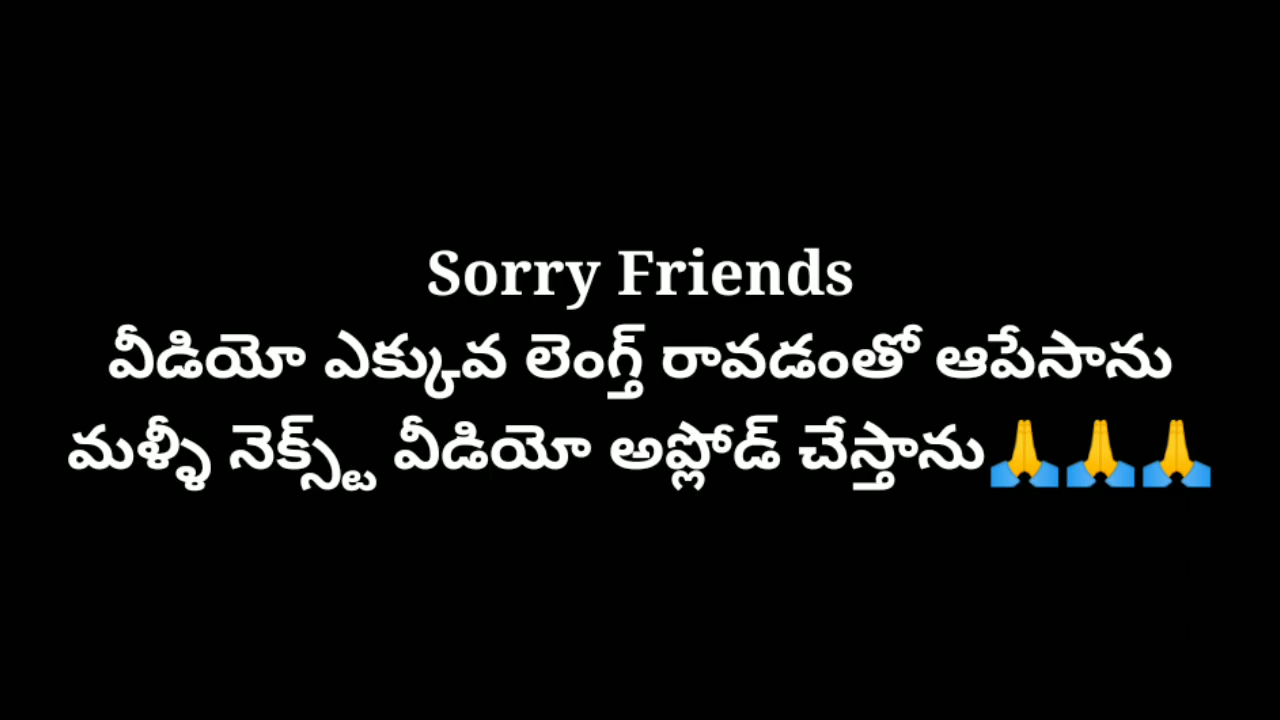 Sorry Friends
వీడియో ఎక్కువ లెంగ్త్ రావడంతో ఆపేసాను
మళ్ళీ నెక్స్ట్ వీడియో అప్లోడ్ చేస్తాను🙏🙏🙏